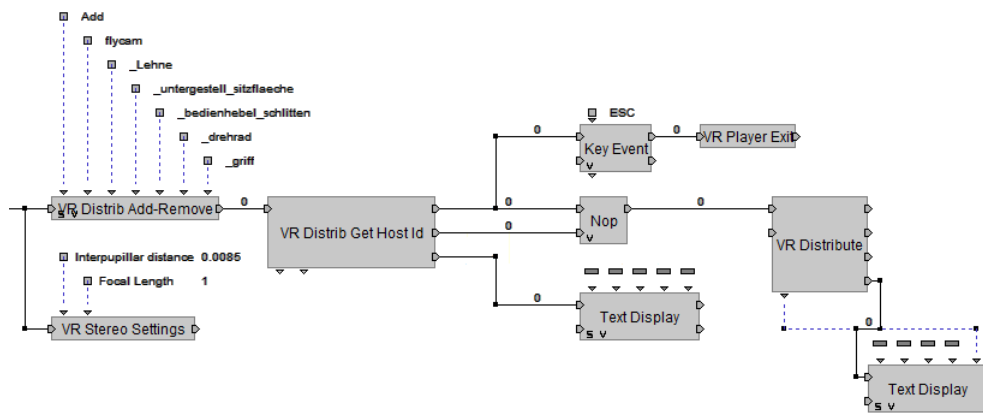 Add
flycam
_Lehne
_untergestell_sitzflaeche
_bedienhebel_schlitten
_drehrad
_griff
ESC
0
0
Key Event
V
VR Player Exit
VR Distrib Add-Remove
S V
0
VR Distrib Get Host Id
0
Nop
V
0
0
VR Distribute
Interpupillar distance 0.0085
Focal Length 1
VR Stereo Settings
0
Text Display
S V
0
Text Display
S V